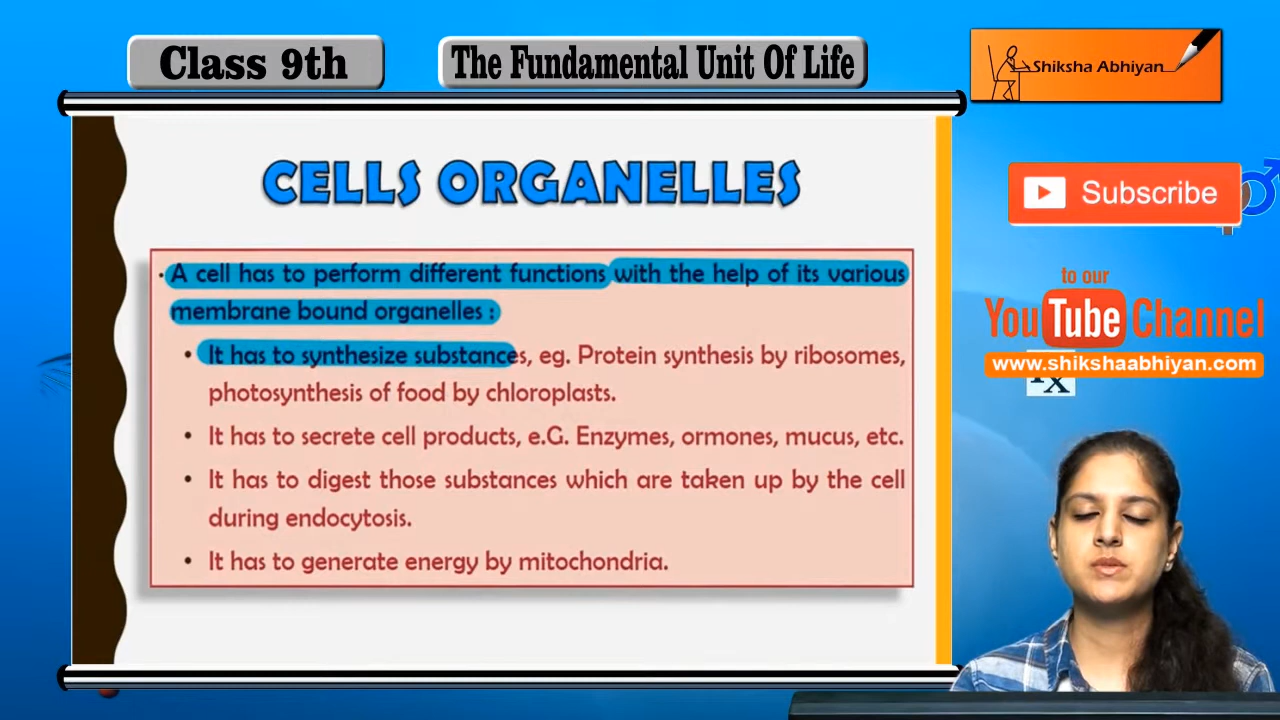 Class 9th
The Fundamental Unit Of Life
Shiksha Abhiyan
CELLS ORGANELLES
· A cell has to perform different functions with the help of its various
membrane bound organelles :
• It has to synthesize substances, eg. Protein synthesis by ribosomes,
photosynthesis of food by chloroplasts.
• It has to secrete cell products, e.G. Enzymes, ormones, mucus, etc.
• It has to digest those substances which are taken up by the cell
during endocytosis.
• It has to generate energy by mitochondria.
Subscribe
to our
YouTube Channel
www.shikshaabhiyan.com